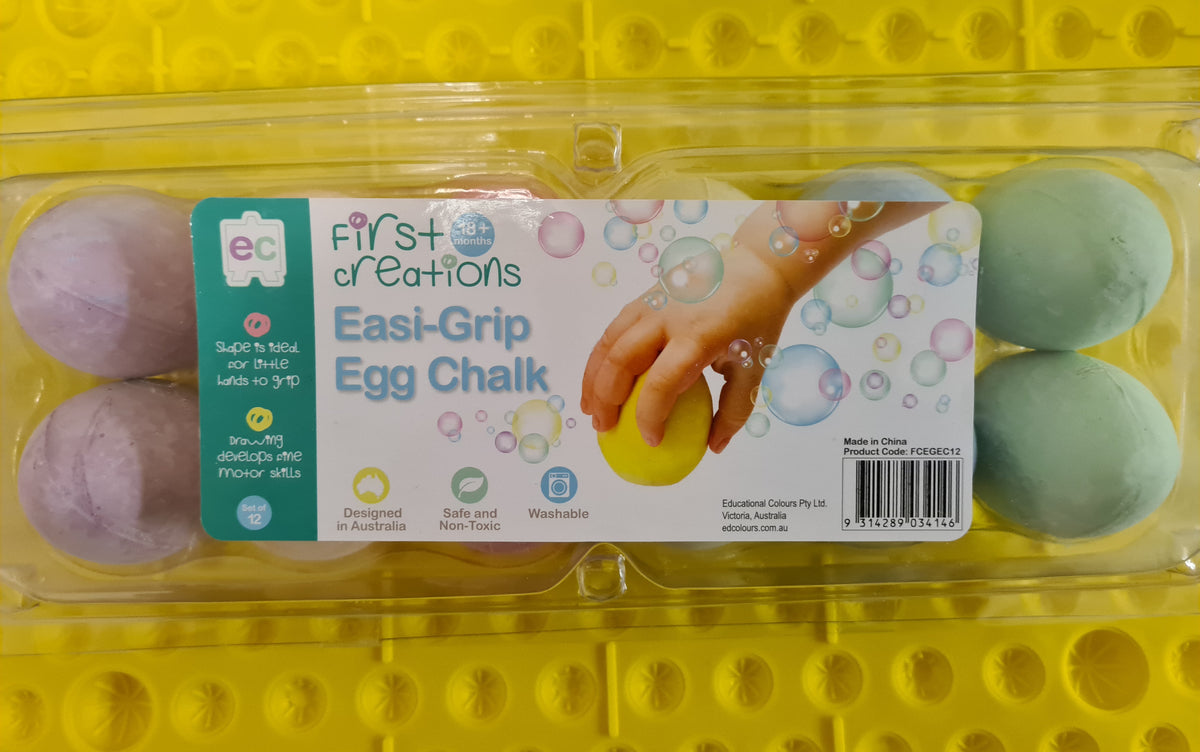 ec
First
creations
18+
months
Easi-Grip
Egg Chalk
Shape is ideal
for little
hands to grip
Drawing
develops fine
motor skills
Set of
12
Designed
in Australia
Safe and
Non-Toxic
Washable
Educational Colours Pty Ltd.
Victoria, Australia
edcolours.com.au
Made in China
Product Code: FCEGEC12
9 314289 034146